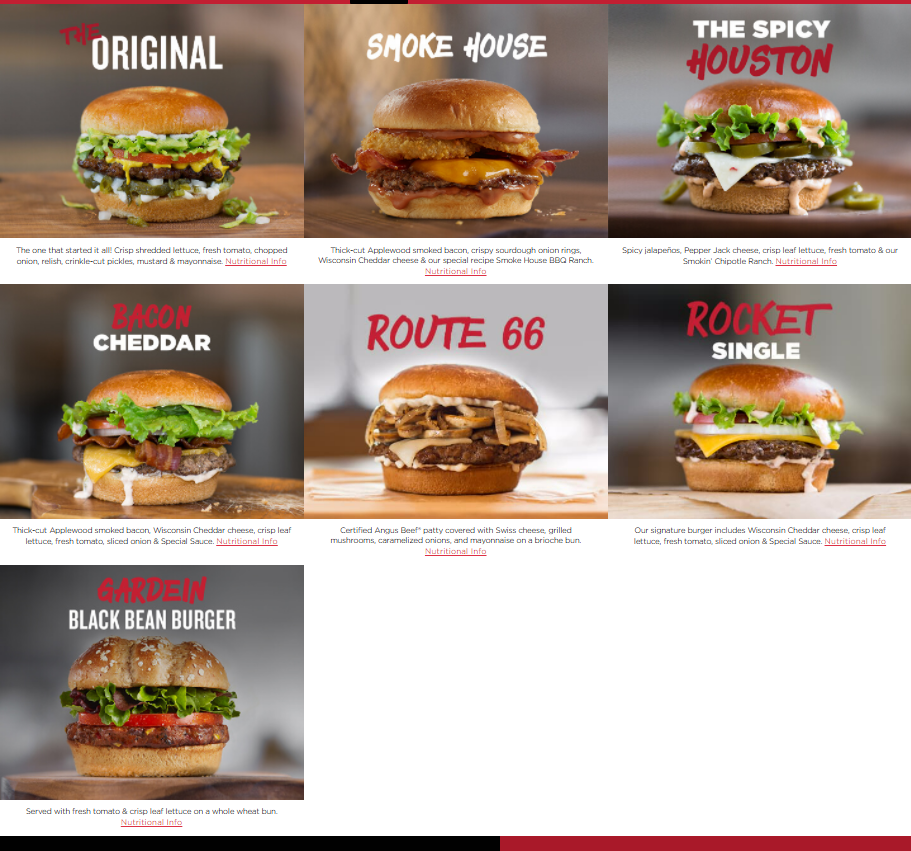 THE
ORIGINAL
The one that started it all! Crisp shredded lettuce, fresh tomato, chopped
onion, relish, crinkle-cut pickles, mustard & mayonnaise. Nutritional Info
SMOKE HOUSE
Thick-cut Applewood smoked bacon, crispy sourdough onion rings,
Wisconsin Cheddar cheese & our special recipe Smoke House BBQ Ranch.
Nutritional Info
THE SPICY
HOUSTON
Spicy jalapeños, Pepper Jack cheese, crisp leaf lettuce, fresh tomato & our
Smokin' Chipotle Ranch. Nutritional Info
BACON
CHEDDAR
Thick-cut Applewood smoked bacon, Wisconsin Cheddar cheese, crisp leaf
lettuce, fresh tomato, sliced onion & Special Sauce. Nutritional Info
ROUTE 66
Certified Angus Beef® patty covered with Swiss cheese, grilled
mushrooms, caramelized onions, and mayonnaise on a brioche bun.
Nutritional Info
ROCKET
SINGLE
Our signature burger includes Wisconsin Cheddar cheese, crisp leaf
lettuce, fresh tomato, sliced onion & Special Sauce. Nutritional Info
GARDEIN
BLACK BEAN BURGER
Served with fresh tomato & crisp leaf lettuce on a whole wheat bun.
Nutritional Info